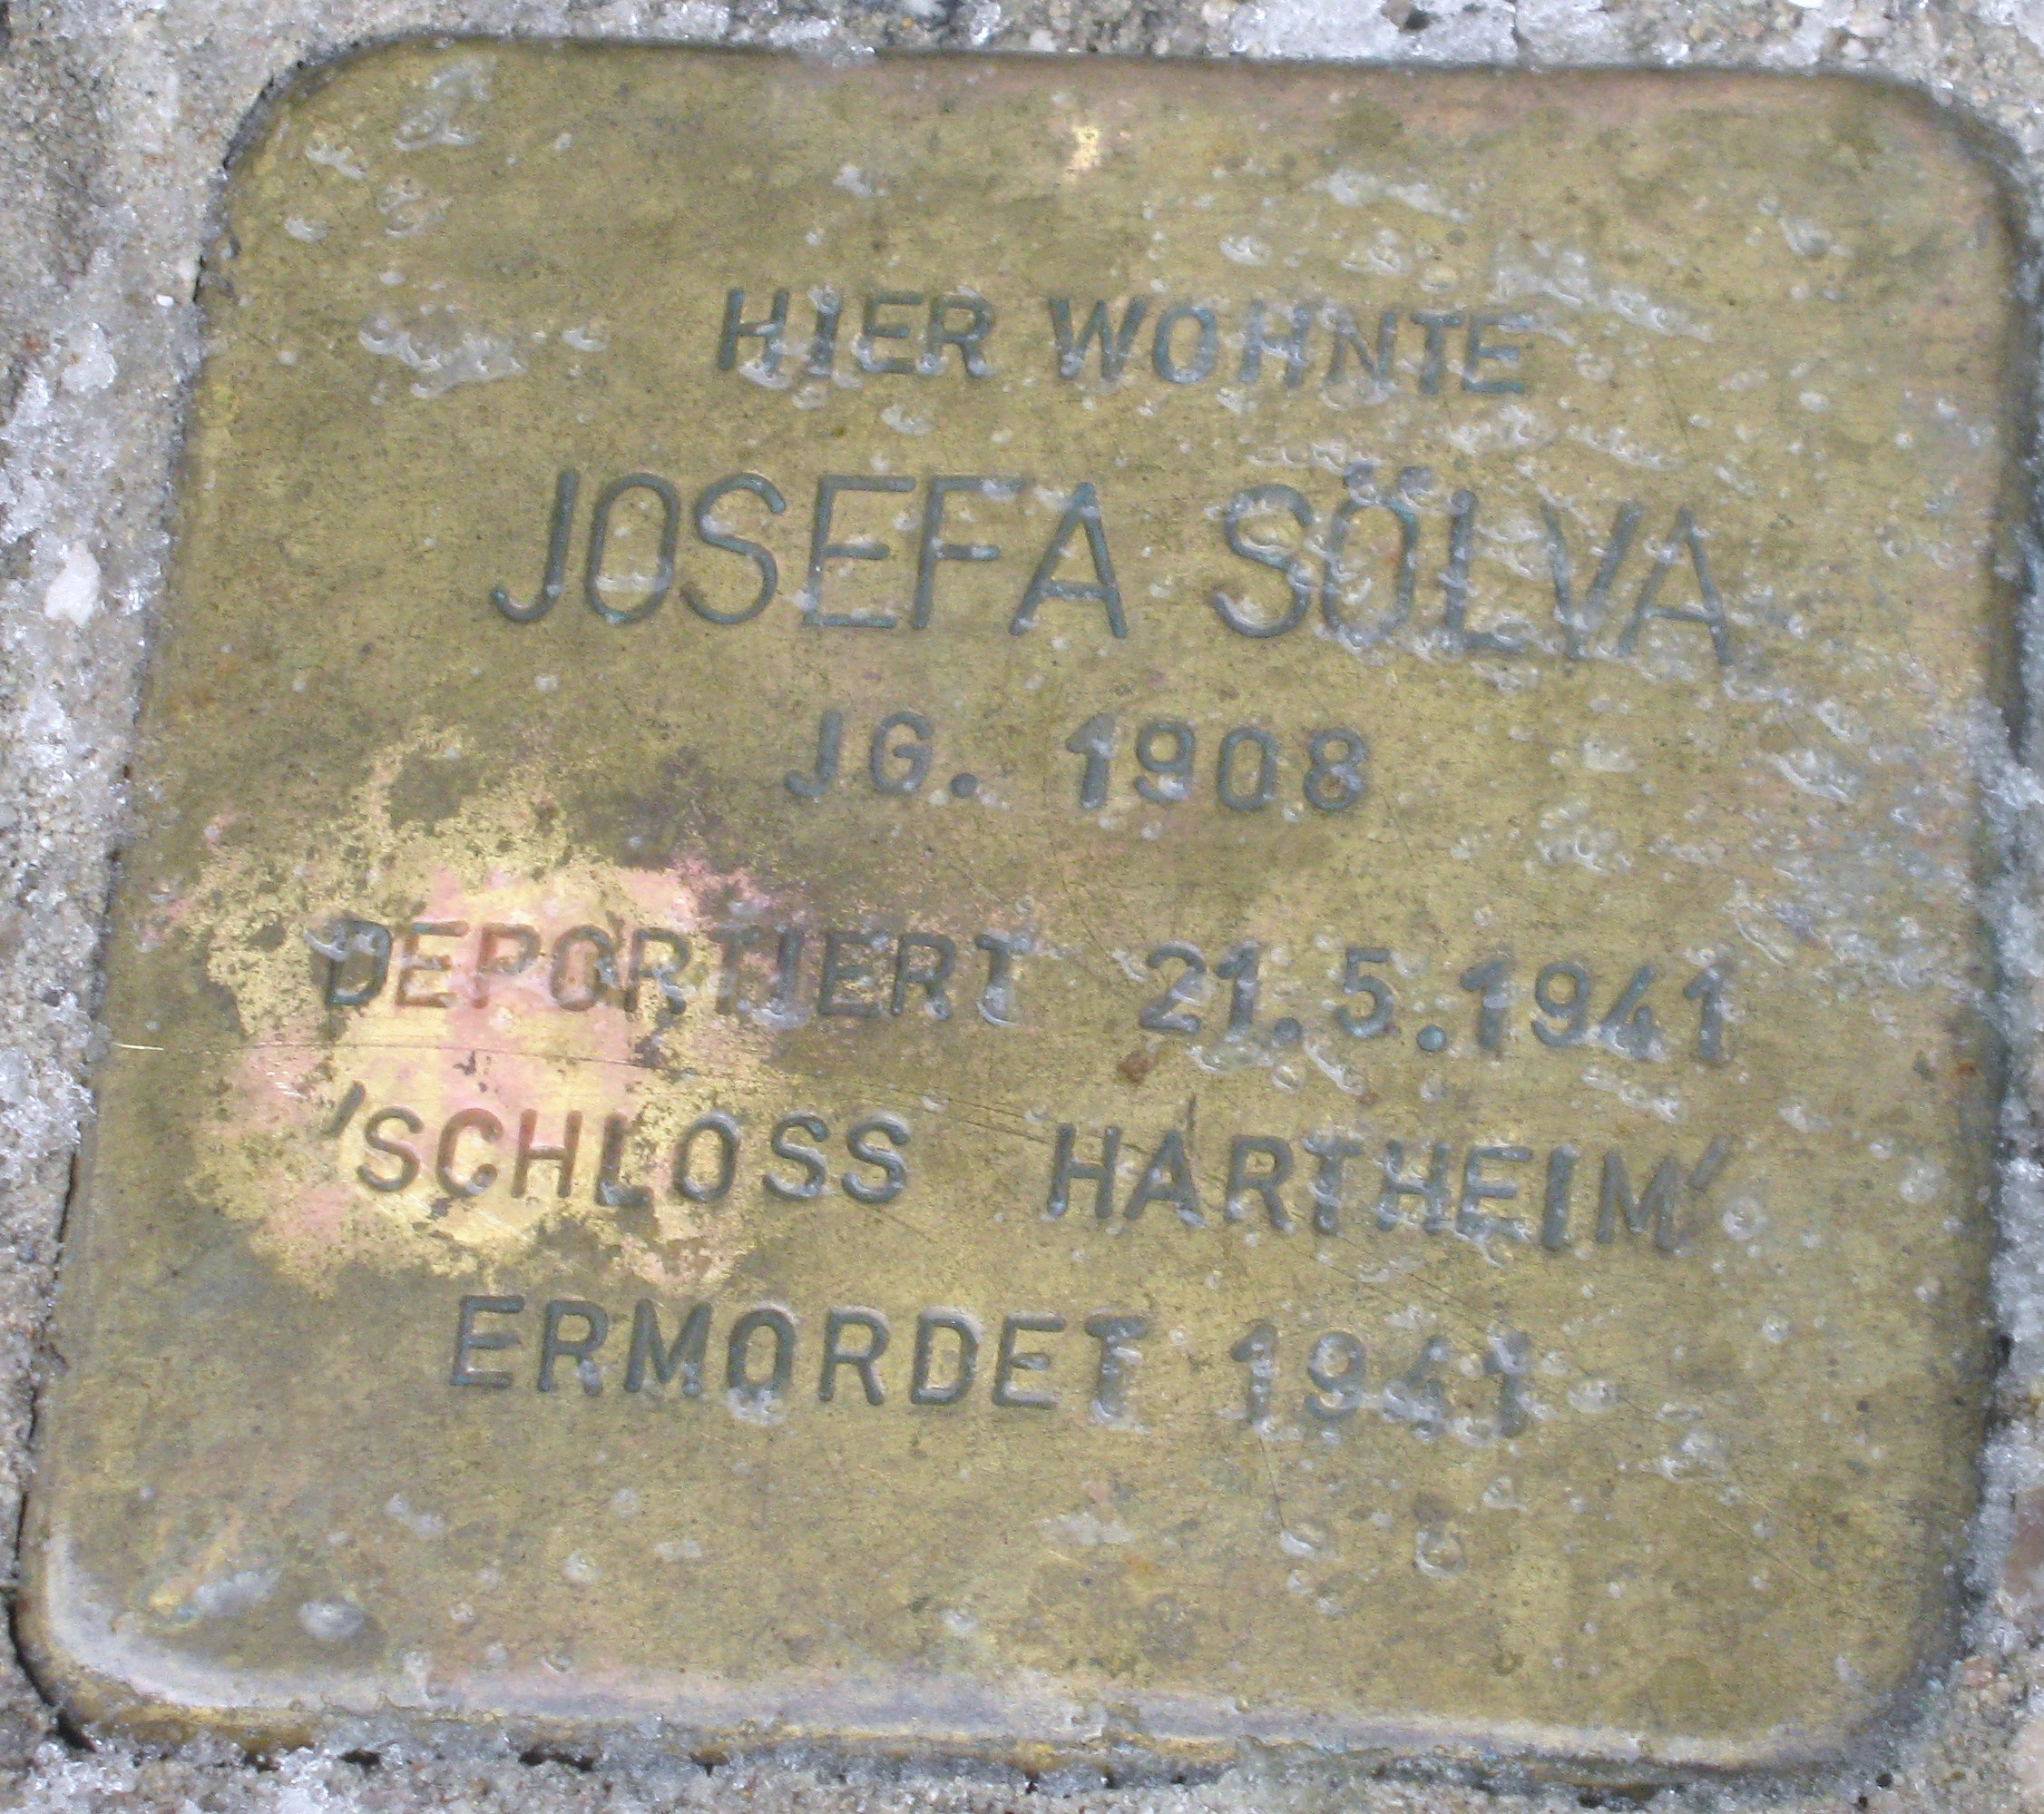 HIER WOHNTE
JOSEFA SÖLVA
JG. 1908
DEPORTIERT 21.5.1941
'SCHLOSS HARTHEIM'
ERMORDET 1941